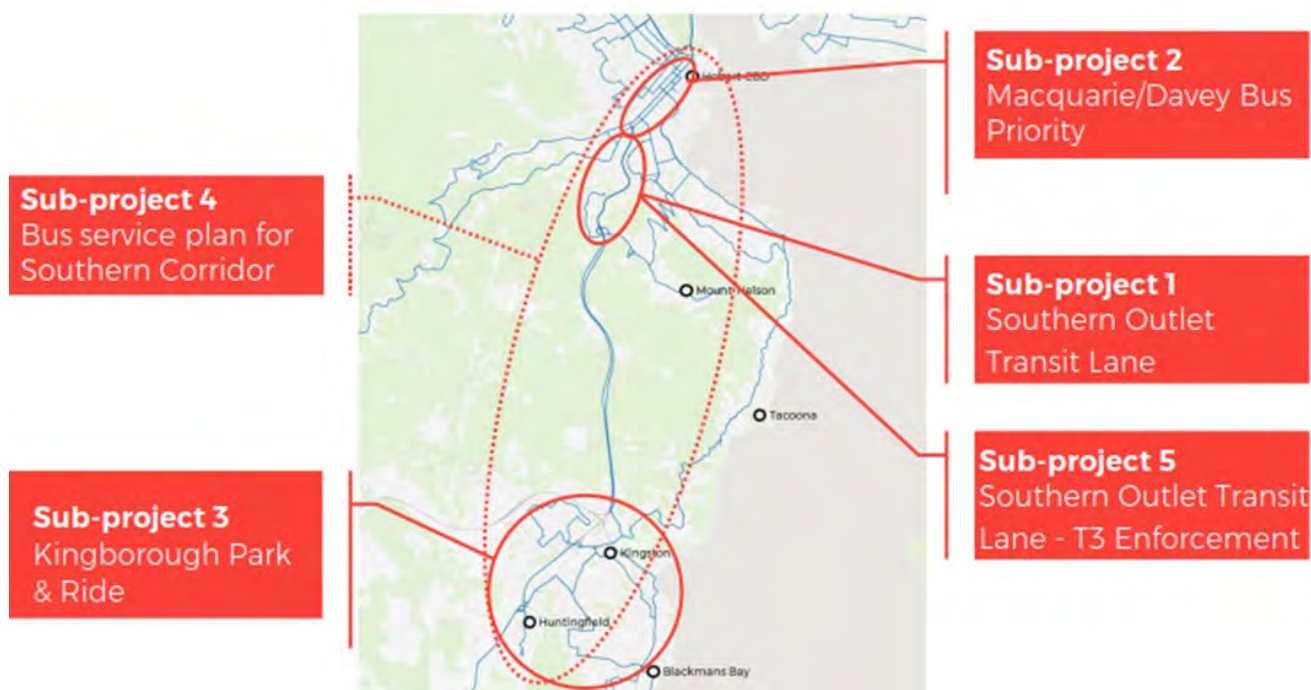 Sub-project 4
Bus service plan for
Southern Corridor
Sub-project 3
Kingborough Park
& Ride
Hobart CBD
Mount Nelson
Tacoona
Kingston
Huntingfield
Blackmans Bay
Sub-project 2
Macquarie/Davey Bus
Priority
Sub-project 1
Southern Outlet
Transit Lane
Sub-project 5
Southern Outlet Transit
Lane - T3 Enforcement